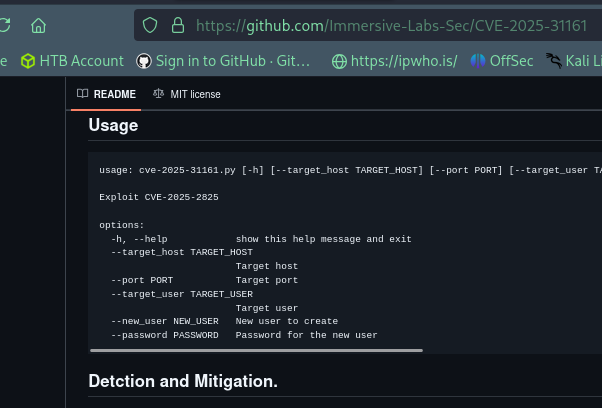 https://github.com/Immersive-Labs-Sec/CVE-2025-31161
e HTB Account Sign in to GitHub · Git… https://ipwho.is/ OffSec Kali Li
README MIT license
Usage
usage: cve-2025-31161.py [-h] [--target_host TARGET_HOST] [--port PORT] [--target_user TA
Exploit CVE-2025-2825
options:
-h, --help show this help message and exit
--target_host TARGET_HOST
Target host
--port PORT Target port
--target_user TARGET_USER
Target user
--new_user NEW_USER New user to create
--password PASSWORD Password for the new user
Detction and Mitigation.